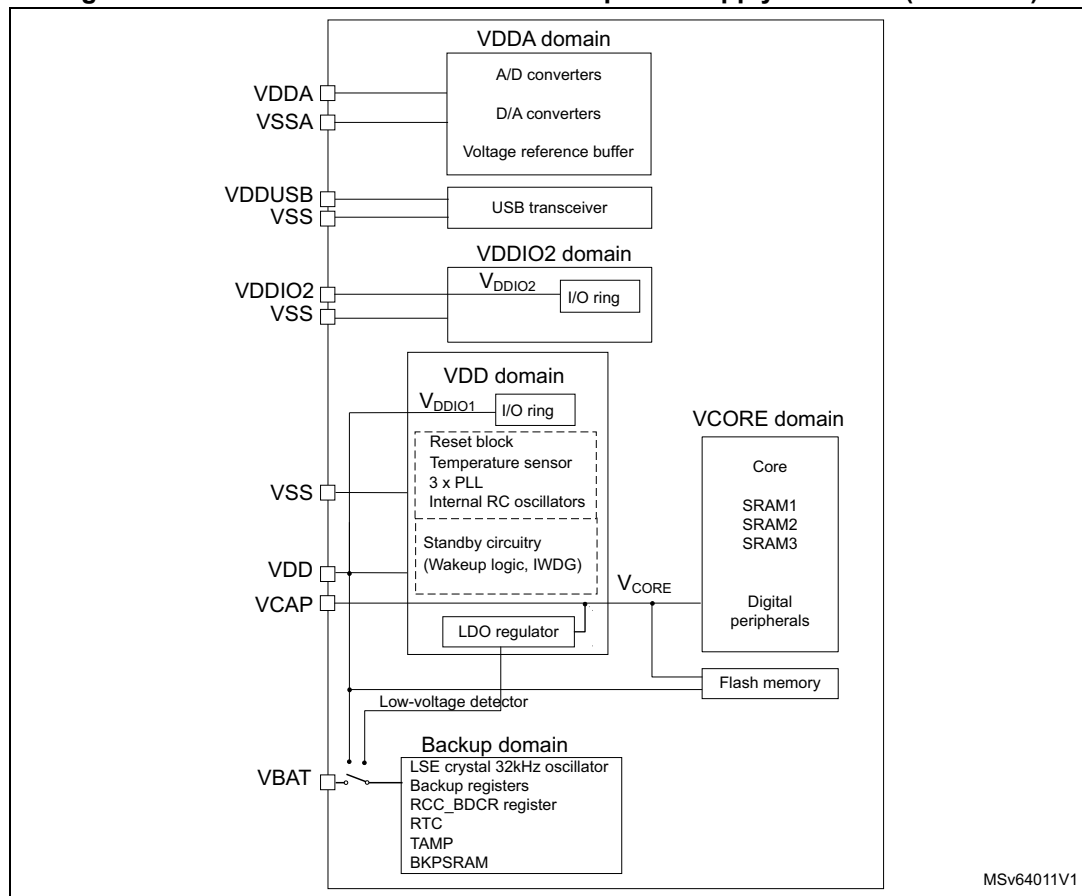 VDDA domain
A/D converters
VDDA
D/A converters
VSSA
Voltage reference buffer
VDDUSB
USB transceiver
VSS
VDDIO2 domain
VDDIO2
VDDIO2
I/O ring
VSS
VDD domain
VDDIO1
I/O ring
VCORE domain
Reset block
Temperature sensor
3 x PLL
Internal RC oscillators
Core
VSS
SRAM1
SRAM2
SRAM3
Standby circuitry
(Wakeup logic, IWDG)
VDD
VCORE
VCAP
Digital
peripherals
LDO regulator
Flash memory
Low-voltage detector
Backup domain
VBAT
LSE crystal 32kHz oscillator
Backup registers
RCC_BDCR register
RTC
TAMP
BKPSRAM
MSv64011V1